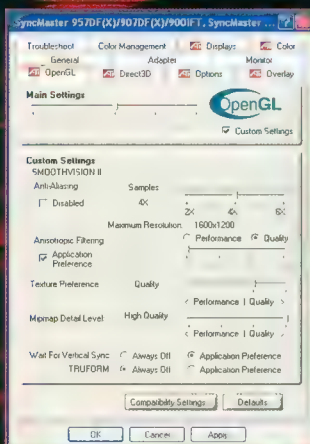 SyncMaster 957DF(X)/907DF(X)/900IFT, SyncMaster ...
Troubleshoot Color Management Displays Color
General Adapter Monitor
OpenGL Direct3D Options Overlay
Main Settings
OpenGL
Custom Settings
Custom Settings
SMOOTHVISION II
Anti-Aliasing Samples
Disabled 4X
2X 4X 6X
Maximum Resolution 1600x1200
Anisotropic Filtering Performance Quality
Application
Preference
Texture Preference Quality
< Performance | Quality >
Mipmap Detail Level High Quality
< Performance | Quality >
Wait For Vertical Sync Always Off Application Preference
TRUFORM Always Off Application Preference
Compatibility Settings Defaults
OK Cancel Apply